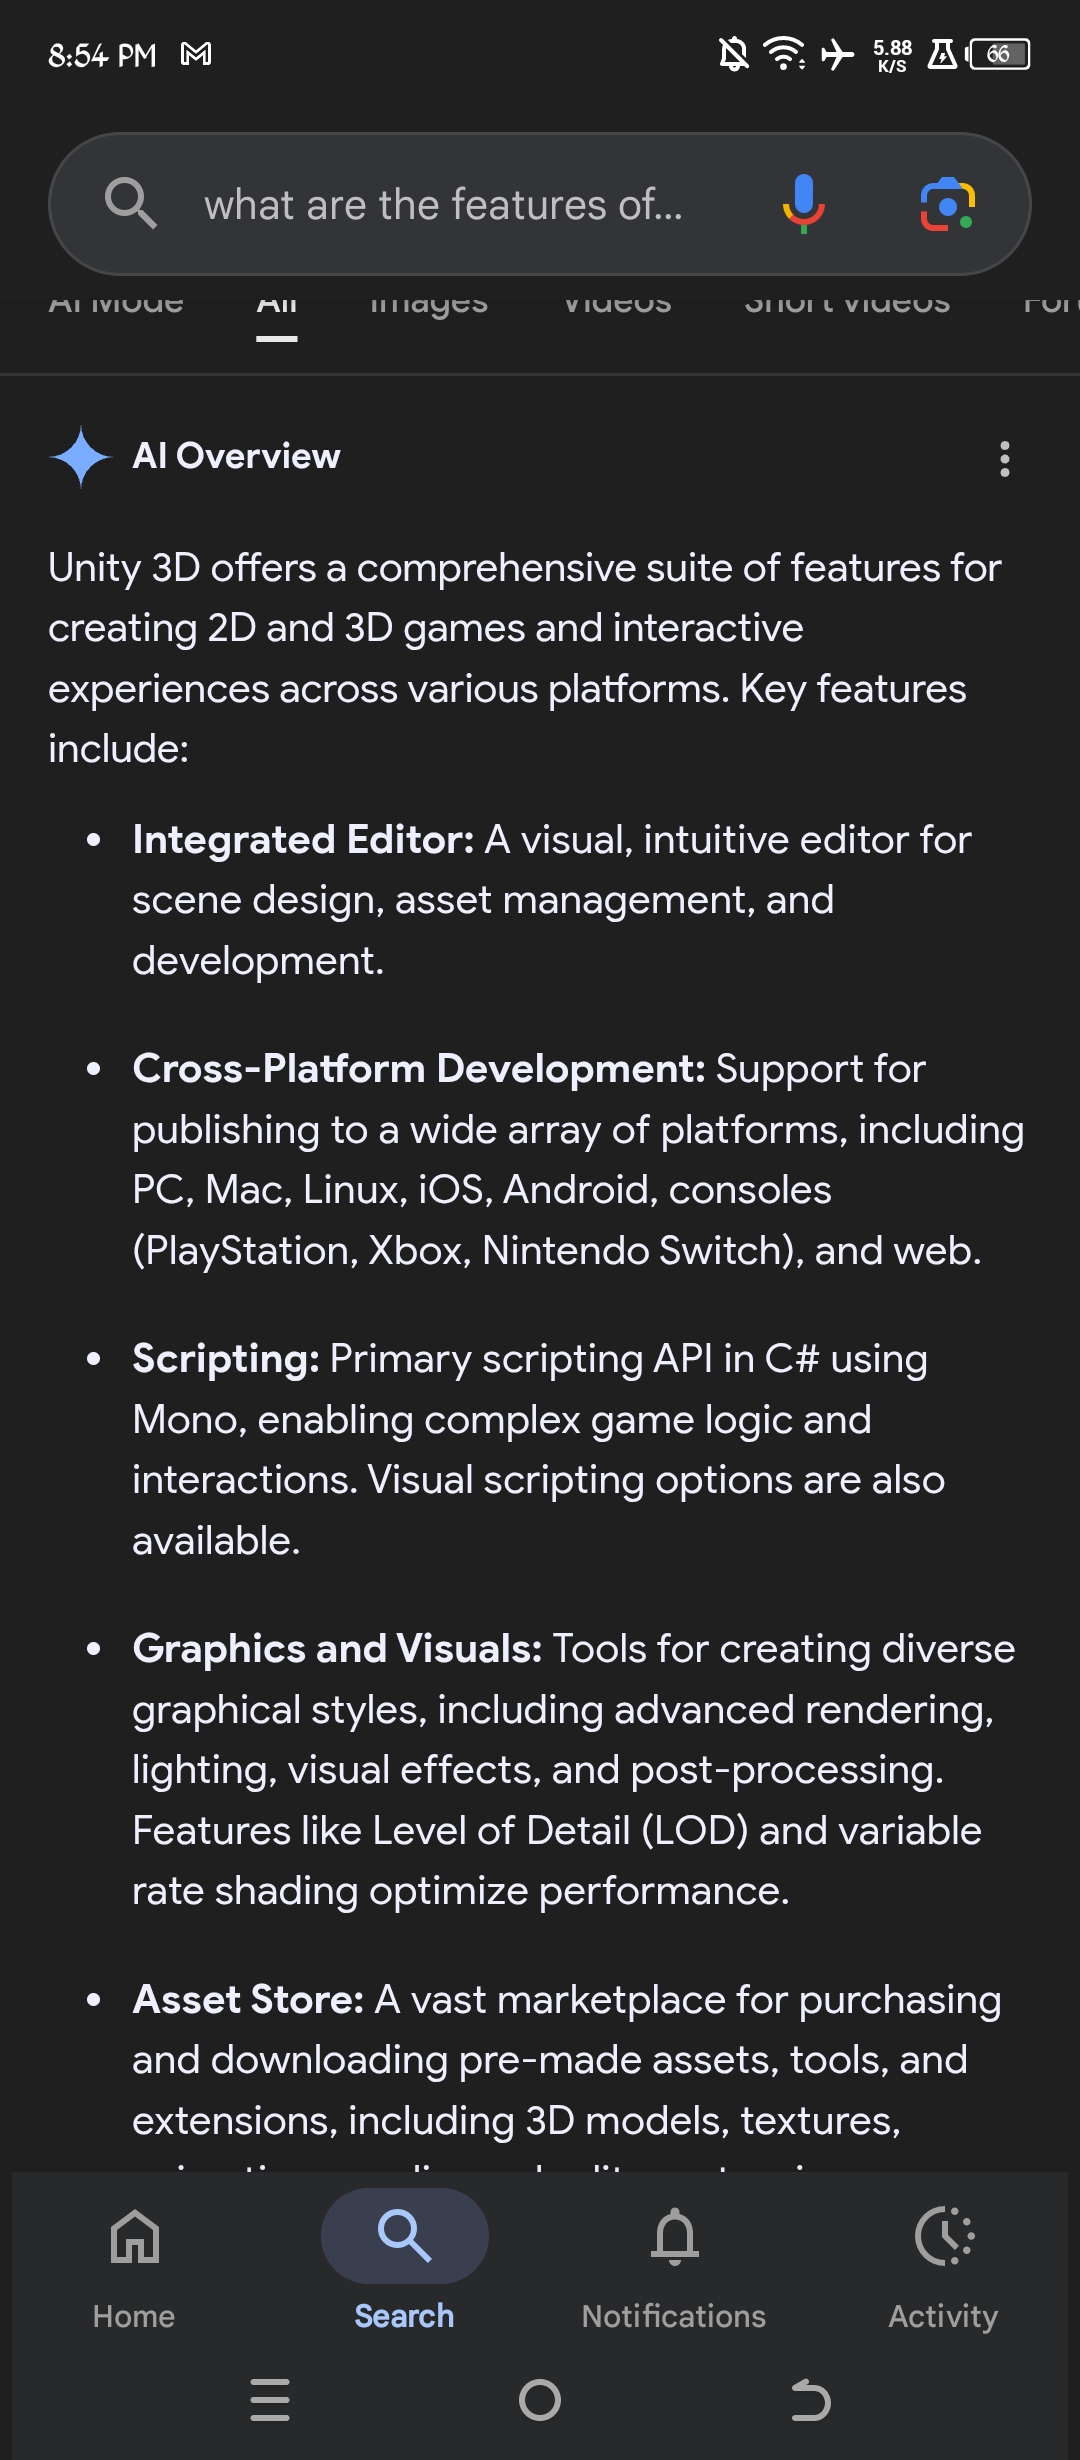 8:54 PM
5.88
K/S
66
what are the features of...
AI Mode All Images Videos Short videos
AI Overview
Unity 3D offers a comprehensive suite of features for
creating 2D and 3D games and interactive
experiences across various platforms. Key features
include:
• Integrated Editor: A visual, intuitive editor for
scene design, asset management, and
development.
• Cross-Platform Development: Support for
publishing to a wide array of platforms, including
PC, Mac, Linux, iOS, Android, consoles
(PlayStation, Xbox, Nintendo Switch), and web.
• Scripting: Primary scripting API in C# using
Mono, enabling complex game logic and
interactions. Visual scripting options are also
available.
• Graphics and Visuals: Tools for creating diverse
graphical styles, including advanced rendering,
lighting, visual effects, and post-processing.
Features like Level of Detail (LOD) and variable
rate shading optimize performance.
• Asset Store: A vast marketplace for purchasing
and downloading pre-made assets, tools, and
extensions, including 3D models, textures,
Home Search Notifications Activity